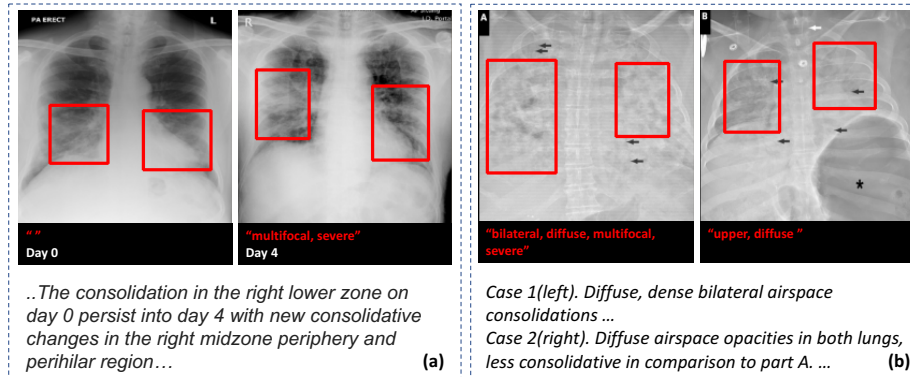 PA ERECT
L
R
I.O. Port
A
B
*
" "
Day 0
"multifocal, severe"
Day 4
"bilateral, diffuse, multifocal,
severe"
"upper, diffuse "
..The consolidation in the right lower zone on
day 0 persist into day 4 with new consolidative
changes in the right midzone periphery and
perihilar region…
(a)
Case 1(left). Diffuse, dense bilateral airspace
consolidations …
Case 2(right). Diffuse airspace opacities in both lungs,
less consolidative in comparison to part A. …
(b)